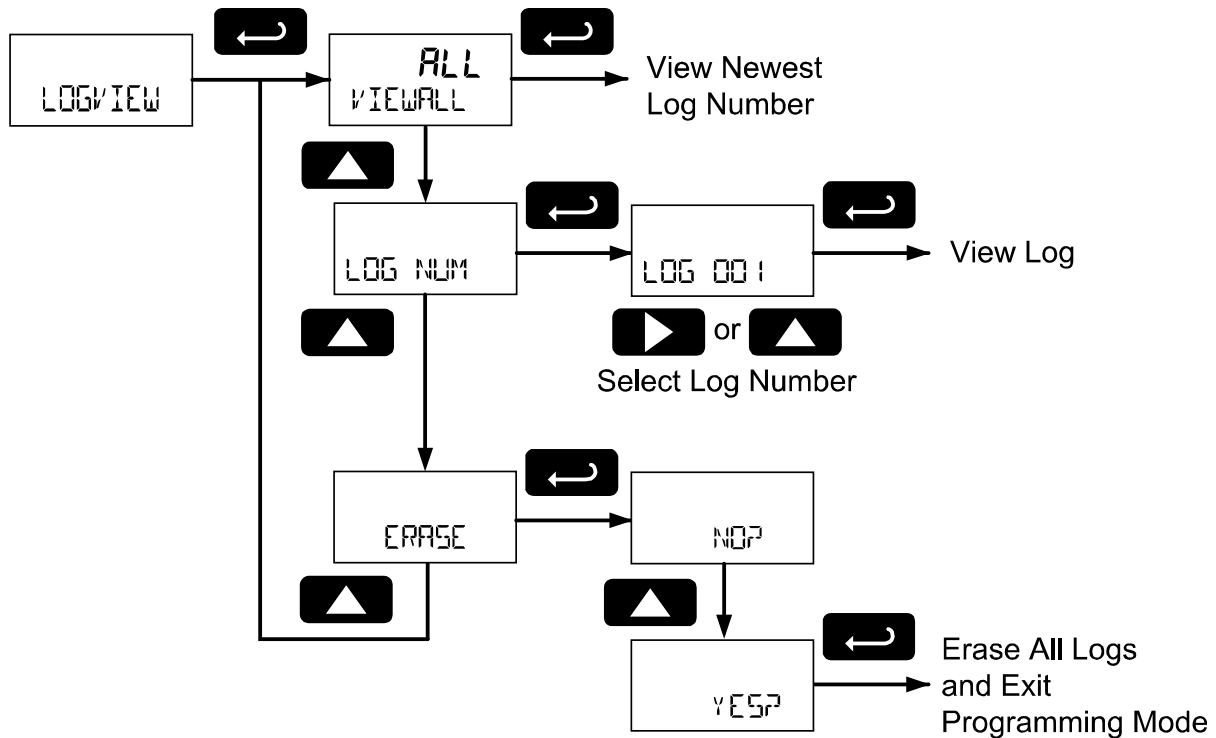 LOGVIEW
ALL
VIEWALL
View Newest
Log Number
LOG NUM
LOG 001
View Log
or
Select Log Number
ERASE
NO?
YES?
Erase All Logs
and Exit
Programming Mode